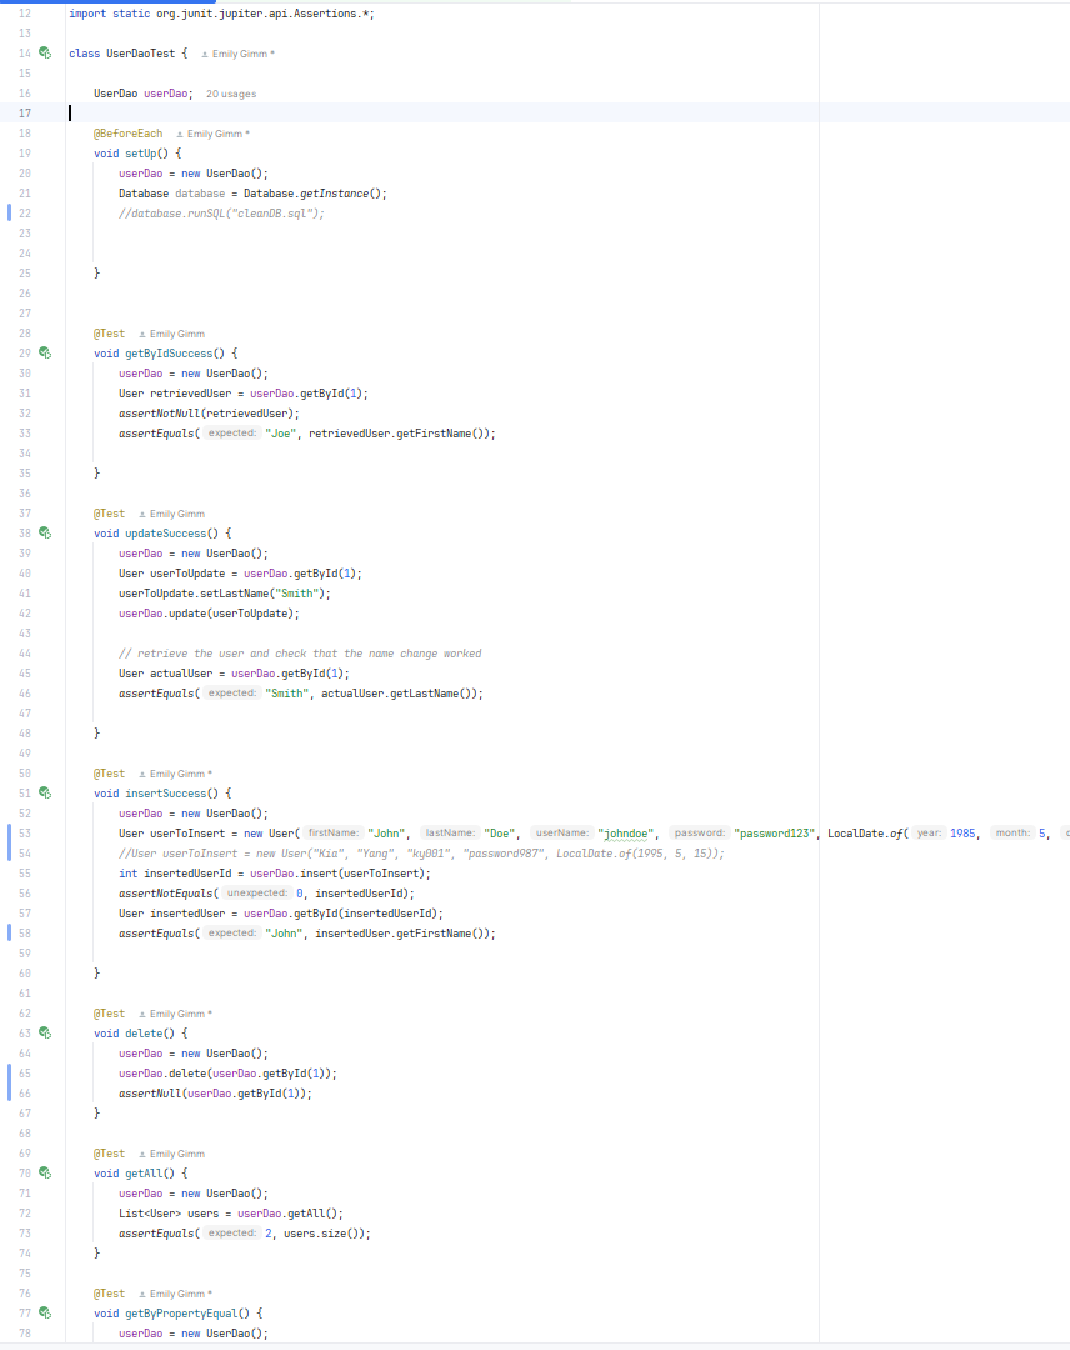 12 import static org.junit.jupiter.api.Assertions.*;
13
14 class UserDaoTest { Emily Gimm *
15
16 UserDao userDao; 20 usages
17
18 @BeforeEach Emily Gimm *
19 void setUp() {
20 userDao = new UserDao();
21 Database database = Database.getInstance();
22 //database.runSQL("cleanDB.sql");
23
24
25 }
26
27
28 @Test Emily Gimm
29 void getByIdSuccess() {
30 userDao = new UserDao();
31 User retrievedUser = userDao.getById(1);
32 assertNotNull(retrievedUser);
33 assertEquals( expected: "Joe", retrievedUser.getFirstName());
34
35 }
36
37 @Test Emily Gimm
38 void updateSuccess() {
39 userDao = new UserDao();
40 User userToUpdate = userDao.getById(1);
41 userToUpdate.setLastName("Smith");
42 userDao.update(userToUpdate);
43
44 // retrieve the user and check that the name change worked
45 User actualUser = userDao.getById(1);
46 assertEquals( expected: "Smith", actualUser.getLastName());
47
48 }
49
50 @Test Emily Gimm *
51 void insertSuccess() {
52 userDao = new UserDao();
53 User userToInsert = new User( firstName: "John", lastName: "Doe", userName: "johndoe", password: "password123", LocalDate.of( year: 1985, month: 5,
54 //User userToInsert = new User("Kia", "Yang", "ky001", "password987", LocalDate.of(1995, 5, 15));
55 int insertedUserId = userDao.insert(userToInsert);
56 assertNotEquals( unexpected: 0, insertedUserId);
57 User insertedUser = userDao.getById(insertedUserId);
58 assertEquals( expected: "John", insertedUser.getFirstName());
59
60 }
61
62 @Test Emily Gimm *
63 void delete() {
64 userDao = new UserDao();
65 userDao.delete(userDao.getById(1));
66 assertNull(userDao.getById(1));
67 }
68
69 @Test Emily Gimm
70 void getAll() {
71 userDao = new UserDao();
72 List<User> users = userDao.getAll();
73 assertEquals( expected: 2, users.size());
74 }
75
76 @Test Emily Gimm *
77 void getByPropertyEqual() {
78 userDao = new UserDao();